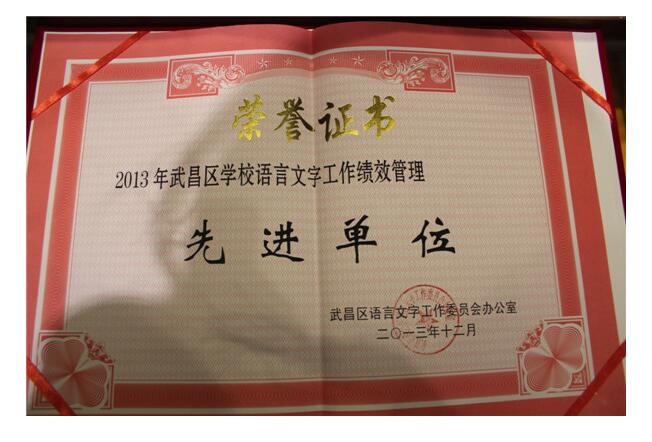 荣誉证书
2013年武昌区学校语言文字工作绩效管理
先进单位
武昌区语言文字工作委员会办公室
二〇一三年十二月